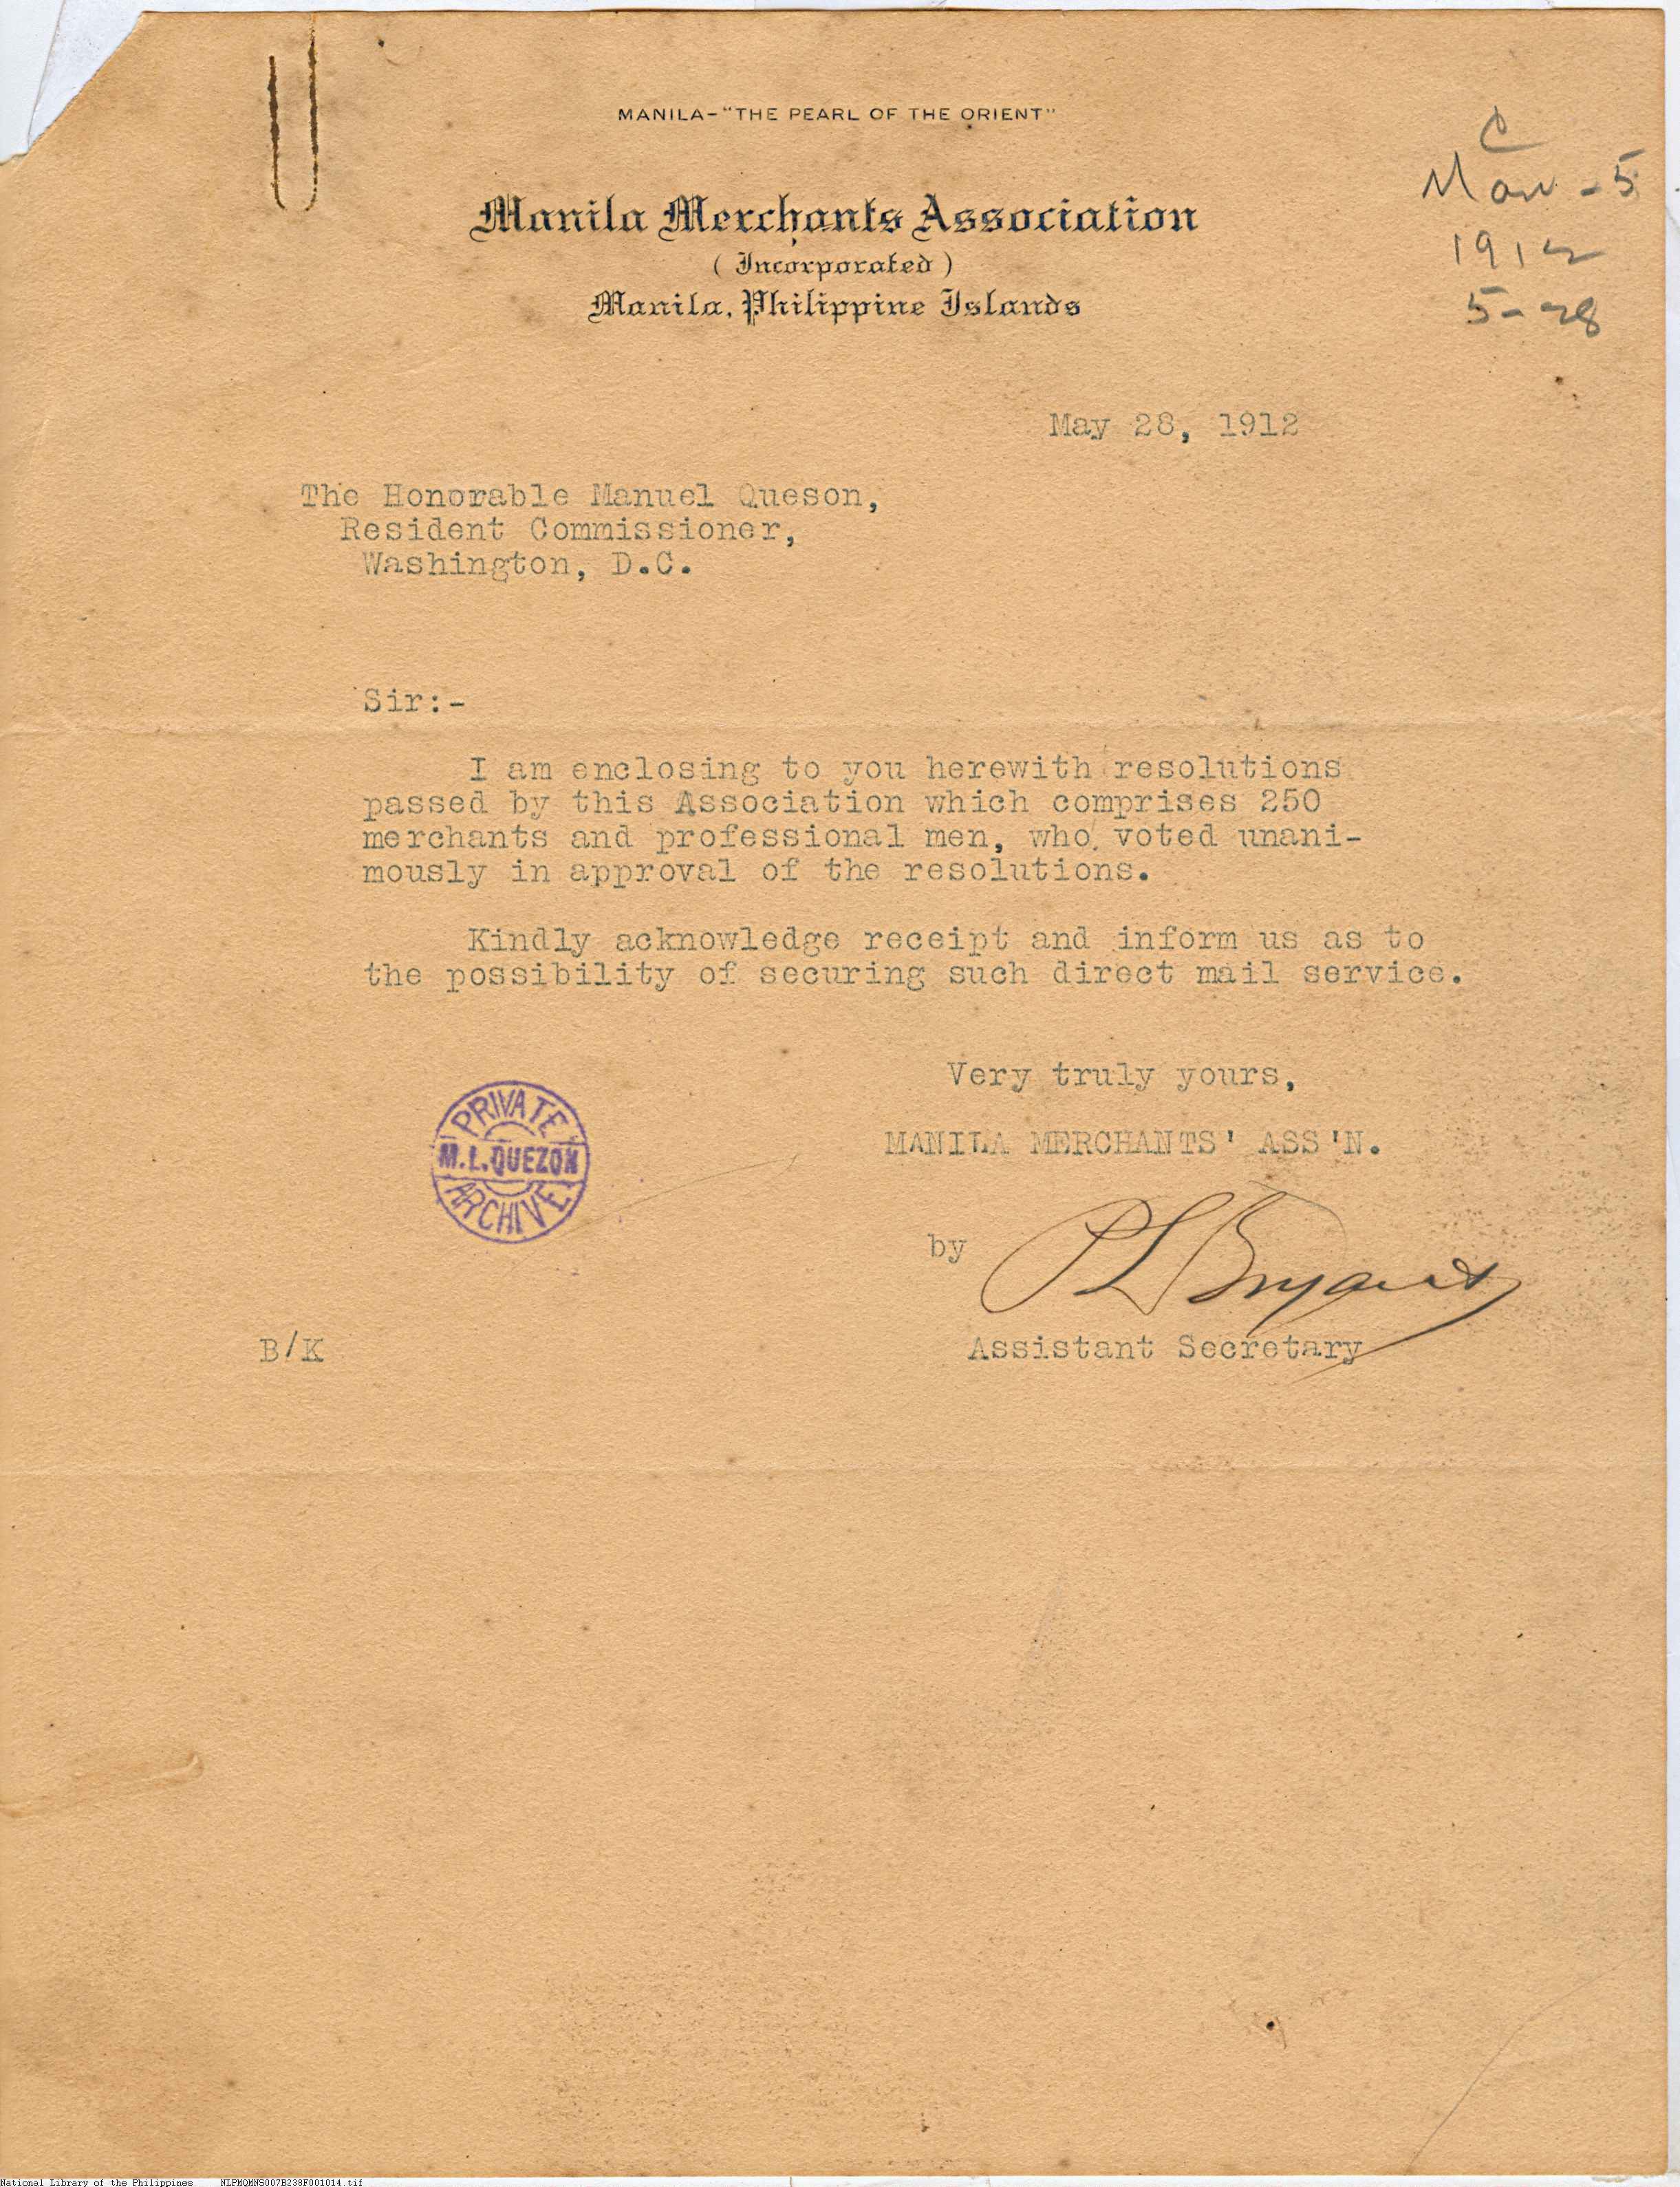 MANILA-"THE PEARL OF THE ORIENT"
Manila Merchants Association
(Incorporated)
Manila, Philippine Islands
C
1912
5-28
May 28, 1912
The Honorable Manuel Queson,
Resident Commissioner,
Washington, D.C.
Sir:-
I am enclosing to you herewith resolutions
passed by this Association which comprises 250
merchants and professional men, who voted unani-
mously in approval of the resolutions.
Kindly acknowledge receipt and inform us as to
the possibility of securing such direct mail service.
Very truly yours,
MANILA MERCHANTS' ASS'N.
PRIVATE
M.L.QUEZON
ARCHIVE
by P L Bryant
B/K
Assistant Secretary
National Library of the Philippines NLPMQMNS007B238F001014.tif